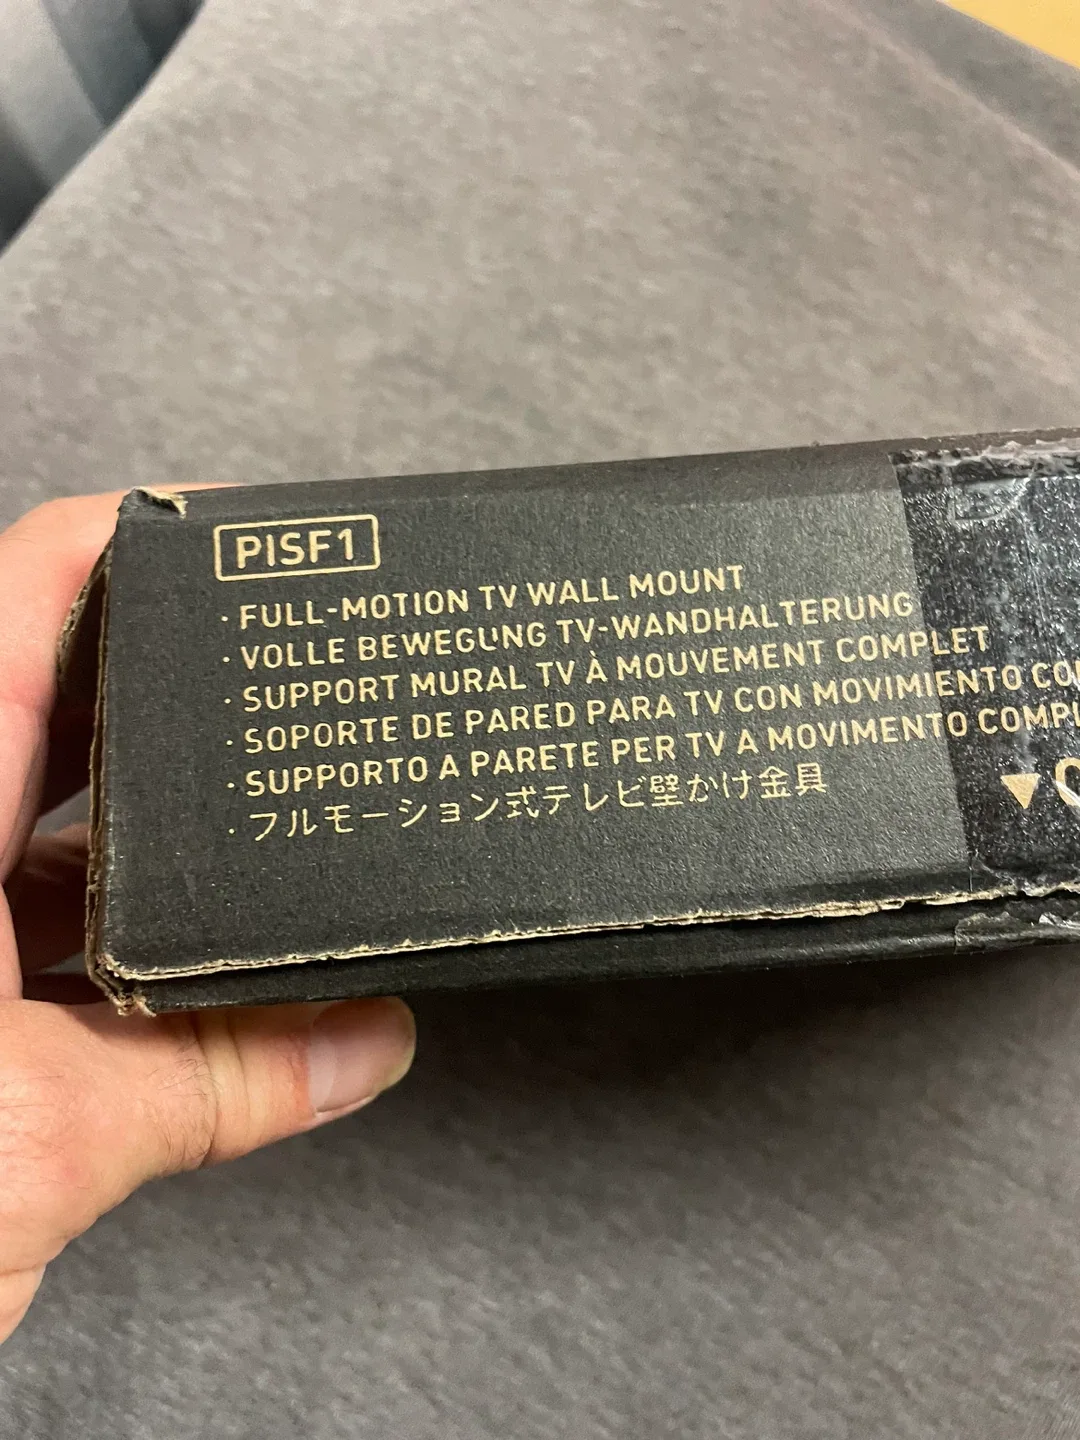 PISF1
· FULL-MOTION TV WALL MOUNT
· VOLLE BEWEGUNG TV-WANDHALTERUNG
· SUPPORT MURAL TV À MOUVEMENT COMPLET
· SOPORTE DE PARED PARA TV CON MOVIMIENTO
· SUPPORTO A PARETE PER TV A MOVIMENTO
· フルモーション式テレビ壁かけ金具